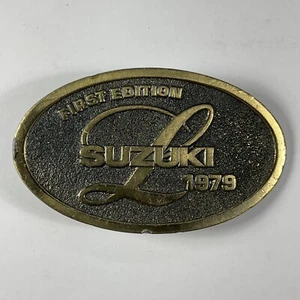 FIRST EDITION
L
SUZUKI
1979